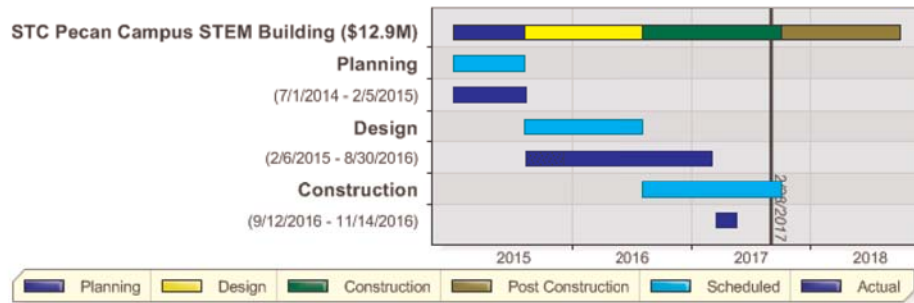 STC Pecan Campus STEM Building ($12.9M)
Planning
(7/1/2014 - 2/5/2015)
Design
(2/6/2015 - 8/30/2016)
Construction
(9/12/2016 - 11/14/2016)
2015 2016 2017 2018
Planning Design Construction Post Construction Scheduled Actual